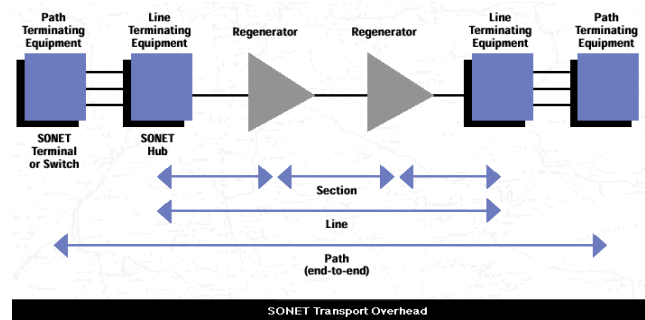 Path
Terminating
Equipment
Line
Terminating
Equipment
Regenerator
Regenerator
Line
Terminating
Equipment
Path
Terminating
Equipment
SONET
Terminal
or Switch
SONET
Hub
Section
Line
Path
(end-to-end)
SONET Transport Overhead